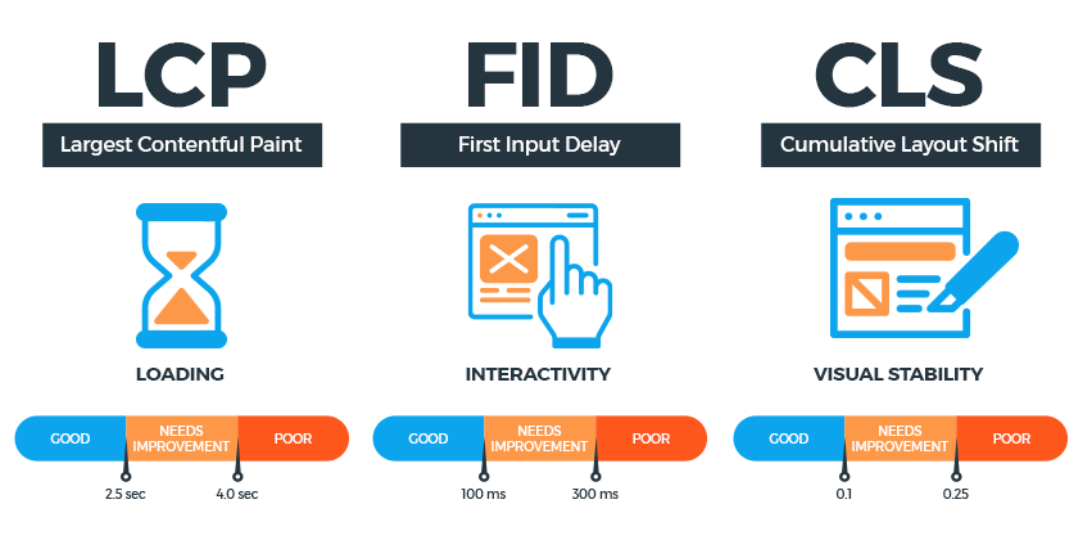 LCP
Largest Contentful Paint
LOADING
GOOD
NEEDS
IMPROVEMENT
POOR
2.5 sec
4.0 sec
FID
First Input Delay
INTERACTIVITY
GOOD
NEEDS
IMPROVEMENT
POOR
100 ms
300 ms
CLS
Cumulative Layout Shift
VISUAL STABILITY
GOOD
NEEDS
IMPROVEMENT
POOR
0.1
0.25